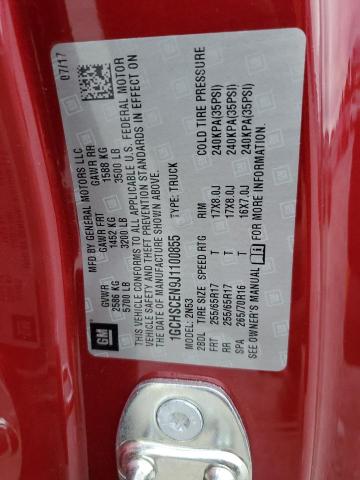 GM
MFD BY GENERAL MOTORS LLC
07/17
GVWR GAWR FRT GAWR RR
2586 KG 1452 KG 1588 KG
5700 LB 3200 LB 3500 LB
THIS VEHICLE CONFORMS TO ALL APPLICABLE U.S. FEDERAL MOTOR
VEHICLE SAFETY AND THEFT PREVENTION STANDARDS IN EFFECT ON
THE DATE OF MANUFACTURE SHOWN ABOVE.
1GCHSCEN9J1100855 TYPE: TRUCK
MODEL: 2N53
2BDL TIRE SIZE SPEED RTG RIM COLD TIRE PRESSURE
FRT 255/65R17 T 17X8.0J 240KPA(35PSI)
RR 255/65R17 T 17X8.0J 240KPA(35PSI)
SPA 265/70R16 T 16X7.0J 240KPA(35PSI)
SEE OWNER'S MANUAL FOR MORE INFORMATION.